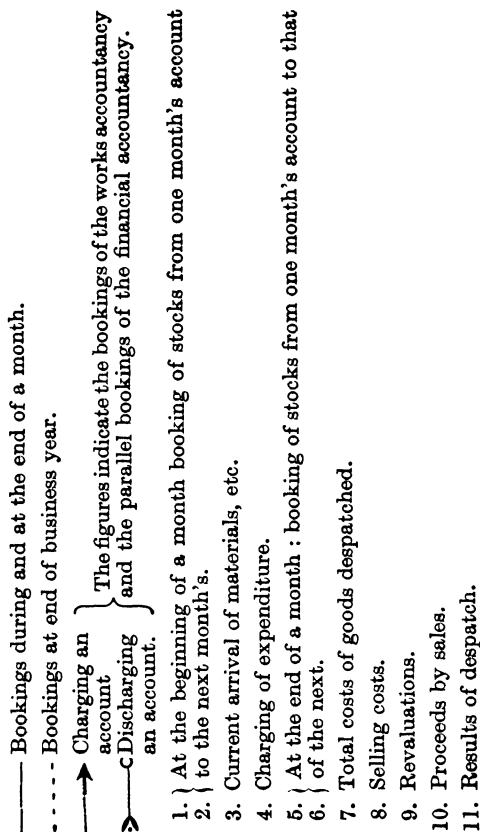 Bookings during and at the end of a month.
Bookings at end of business year.
Charging an account
Discharging an account.
The figures indicate the bookings of the works accountancy
and the parallel bookings of the financial accountancy.
1. At the beginning of a month booking of stocks from one month's account
2. to the next month's.
3. Current arrival of materials, etc.
4. Charging of expenditure.
5. At the end of a month : booking of stocks from one month's account to that
6. of the next.
7. Total costs of goods despatched.
8. Selling costs.
9. Revaluations.
10. Proceeds by sales.
11. Results of despatch.